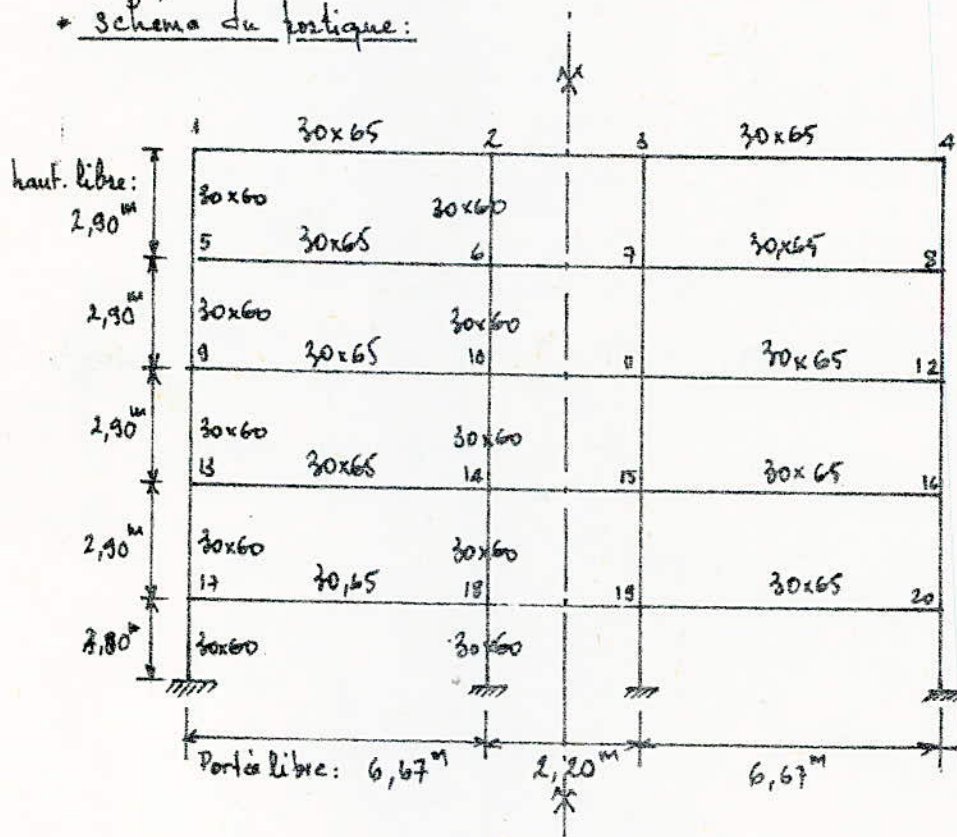 * schema du portique:
1 30x65 2 3 30x65 4
haut. libre:
2,90m
30x60 30x60
5 30x65 6 7 30x65 8
2,90m 30x60 30x60
9 30x65 10 11 30x65 12
2,90m 30x60 30x60
13 30x65 14 15 30x65 16
2,90m 30x60 30x60
17 30,65 18 19 30x65 20
30x60 30x60
Portée libre: 6,67m 2,20m 6,67m